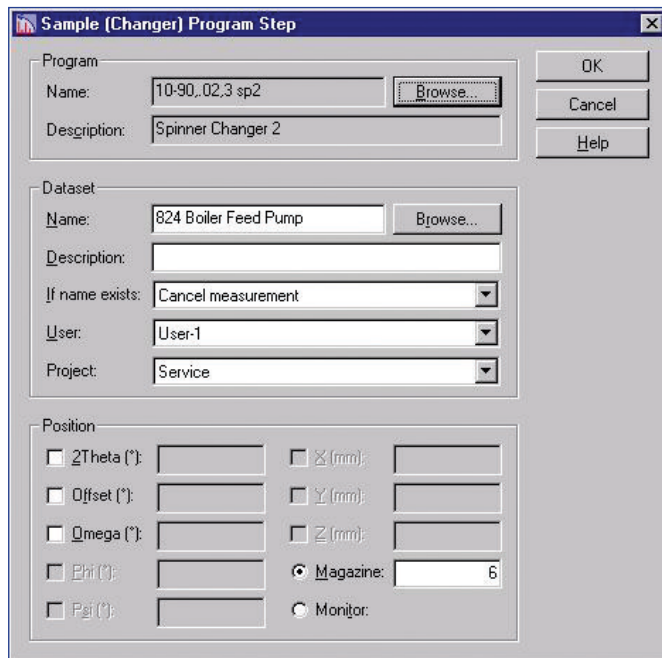 Sample (Changer) Program Step
Program
Name: 10-90,.02,3 sp2 Browse...
Description: Spinner Changer 2
OK
Cancel
Help
Dataset
Name: 824 Boiler Feed Pump Browse...
Description:
If name exists: Cancel measurement
User: User-1
Project: Service
Position
2Theta (°): X (mm):
Offset (°): Y (mm):
Omega (°): Z (mm):
Phi (°): Magazine: 6
Psi (°): Monitor: